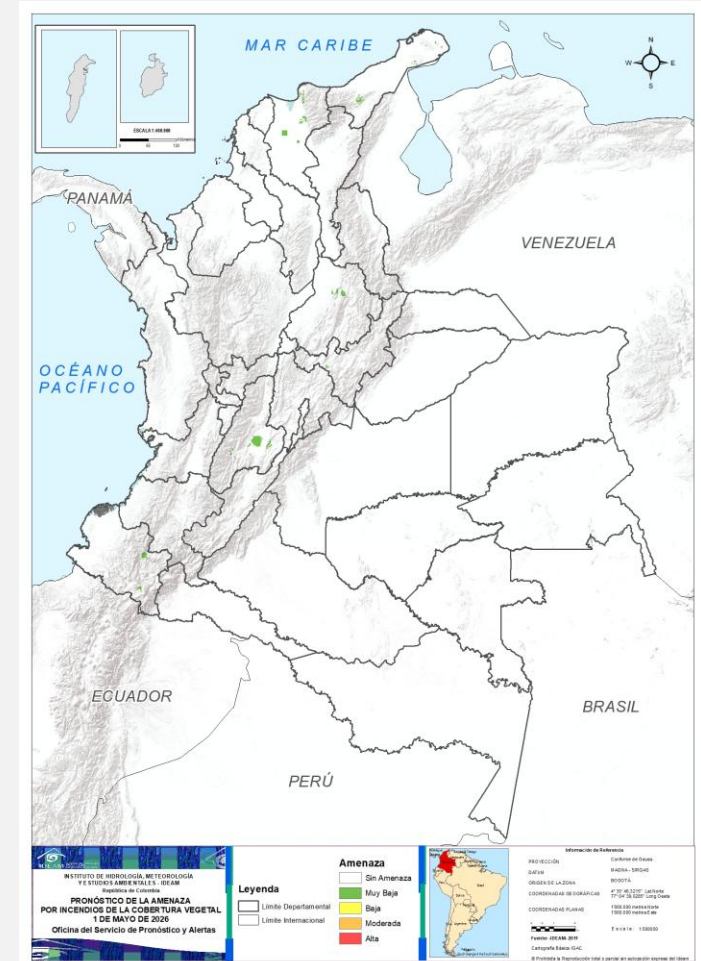 MAR CARIBE
N
W
E
S
PANAMÁ
VENEZUELA
OCÉANO
PACÍFICO
ECUADOR
BRASIL
PERÚ
INSTITUTO DE HIDROLOGÍA, METEOROLOGÍA
Y ESTUDIOS AMBIENTALES - IDEAM
República de Colombia
PRONÓSTICO DE LA AMENAZA
POR INCENDIOS DE LA COBERTURA VEGETAL
1 DE MAYO DE 2026
Oficina del Servicio de Pronóstico y Alertas
Leyenda
Límite Departamental
Límite Internacional
Amenaza
Sin Amenaza
Muy Baja
Baja
Moderada
Alta
Información de Referencia
PROYECCIÓN
Conforme de Gauss
DATUM
MAGNA - SIRGAS
ORIGEN DE LA ZONA
BOGOTÁ
COORDENADAS GEOGRÁFICAS
COORDENADAS PLANAS
Fuente: IDEAM. 2019
Cartografía Básica IGAC.